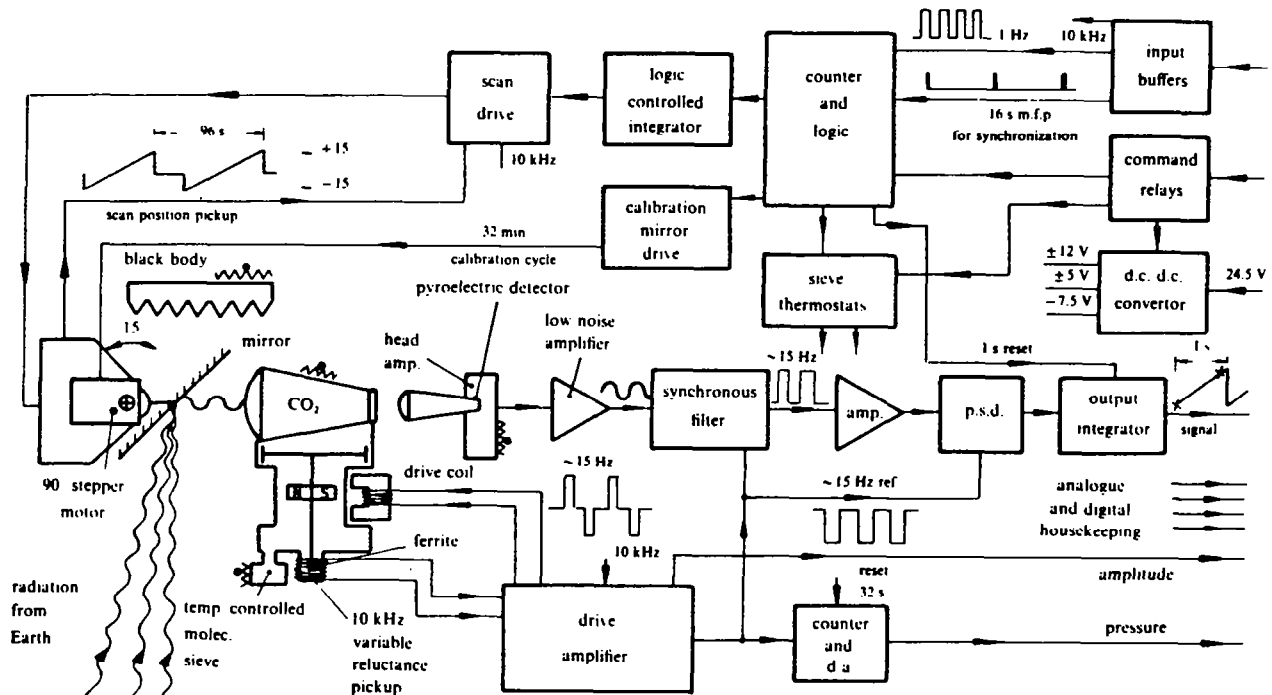 scan
drive
logic
controlled
integrator
counter
and
logic
1 Hz
10 kHz
input
buffers
16 s m.f.p
for synchronization
96 s
+ 15
− 15
10 kHz
command
relays
scan position pickup
calibration
mirror
drive
32 min
calibration cycle
black body
pyroelectric detector
sieve
thermostats
± 12 V
± 5 V
− 7.5 V
d.c. d.c.
convertor
24.5 V
15
mirror
head
amp.
low noise
amplifier
~ 15 Hz
1 s reset
1 s
CO₂
synchronous
filter
amp.
p.s.d.
output
integrator
signal
90 stepper
motor
drive coil
N S
~ 15 Hz
~ 15 Hz ref
analogue
and digital
housekeeping
ferrite
10 kHz
amplitude
radiation
from
Earth
temp controlled
molec.
sieve
10 kHz
variable
reluctance
pickup
drive
amplifier
reset
32 s
counter
and
d a
pressure